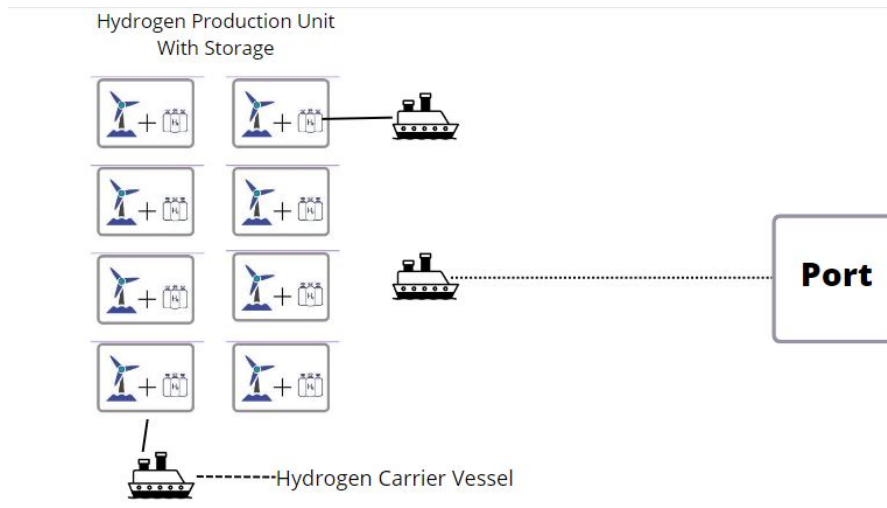 Hydrogen Production Unit
With Storage
Port
Hydrogen Carrier Vessel